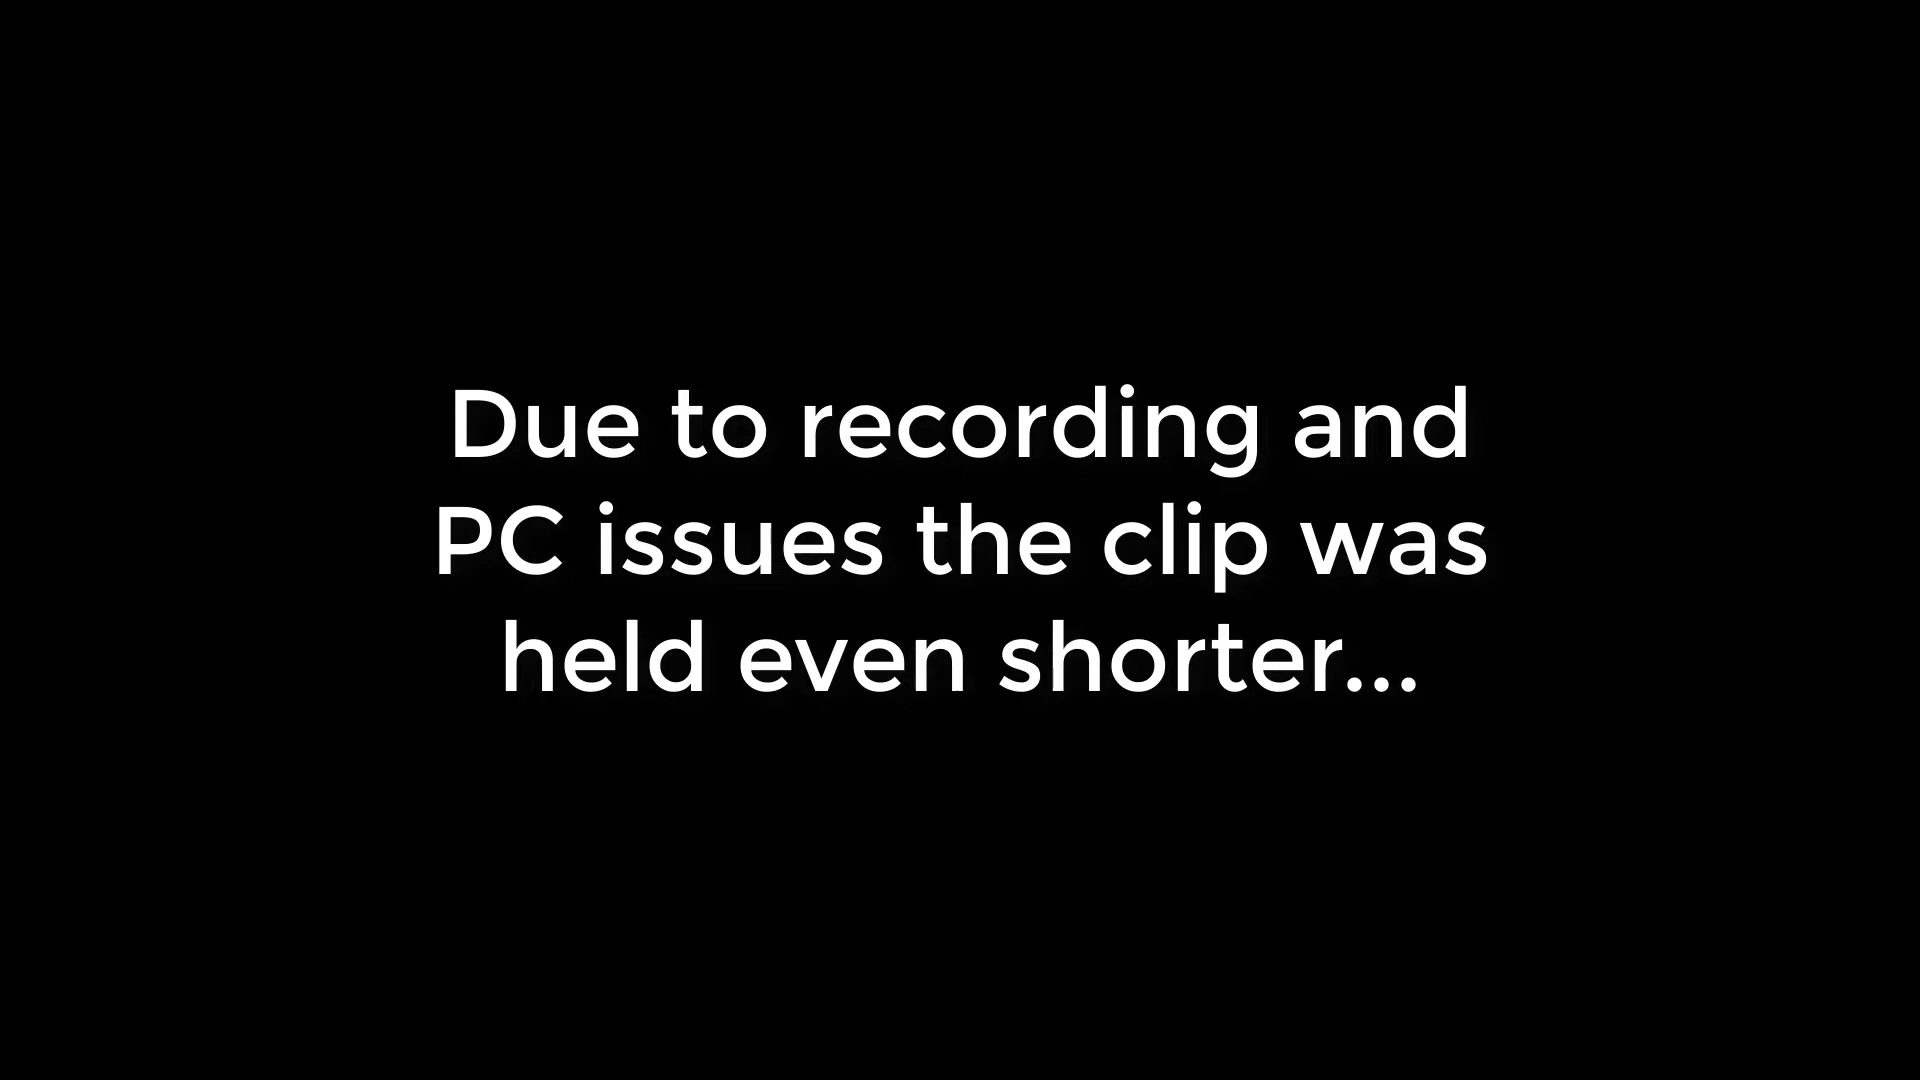 Due to recording and
PC issues the clip was
held even shorter...